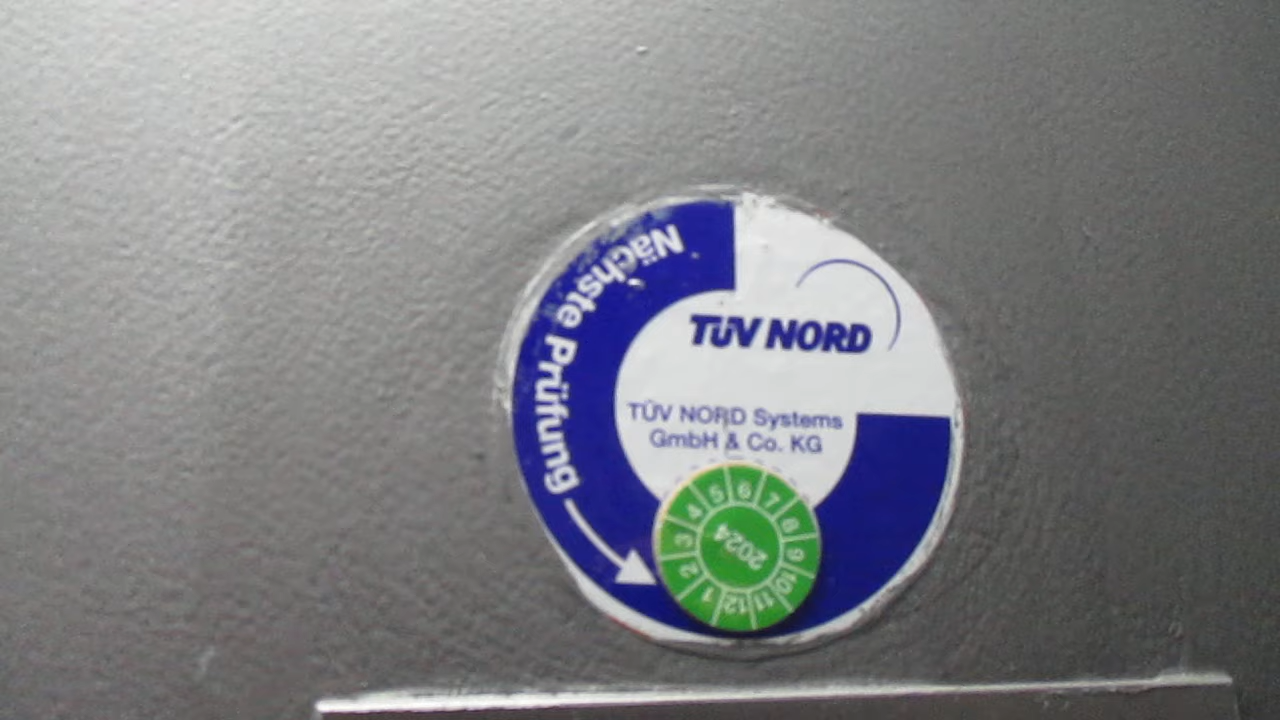 Nächste Prüfung
TÜV NORD
TÜV NORD Systems
GmbH & Co. KG
1 2 3 4 5 6 7 8 9 10 11 12
2024